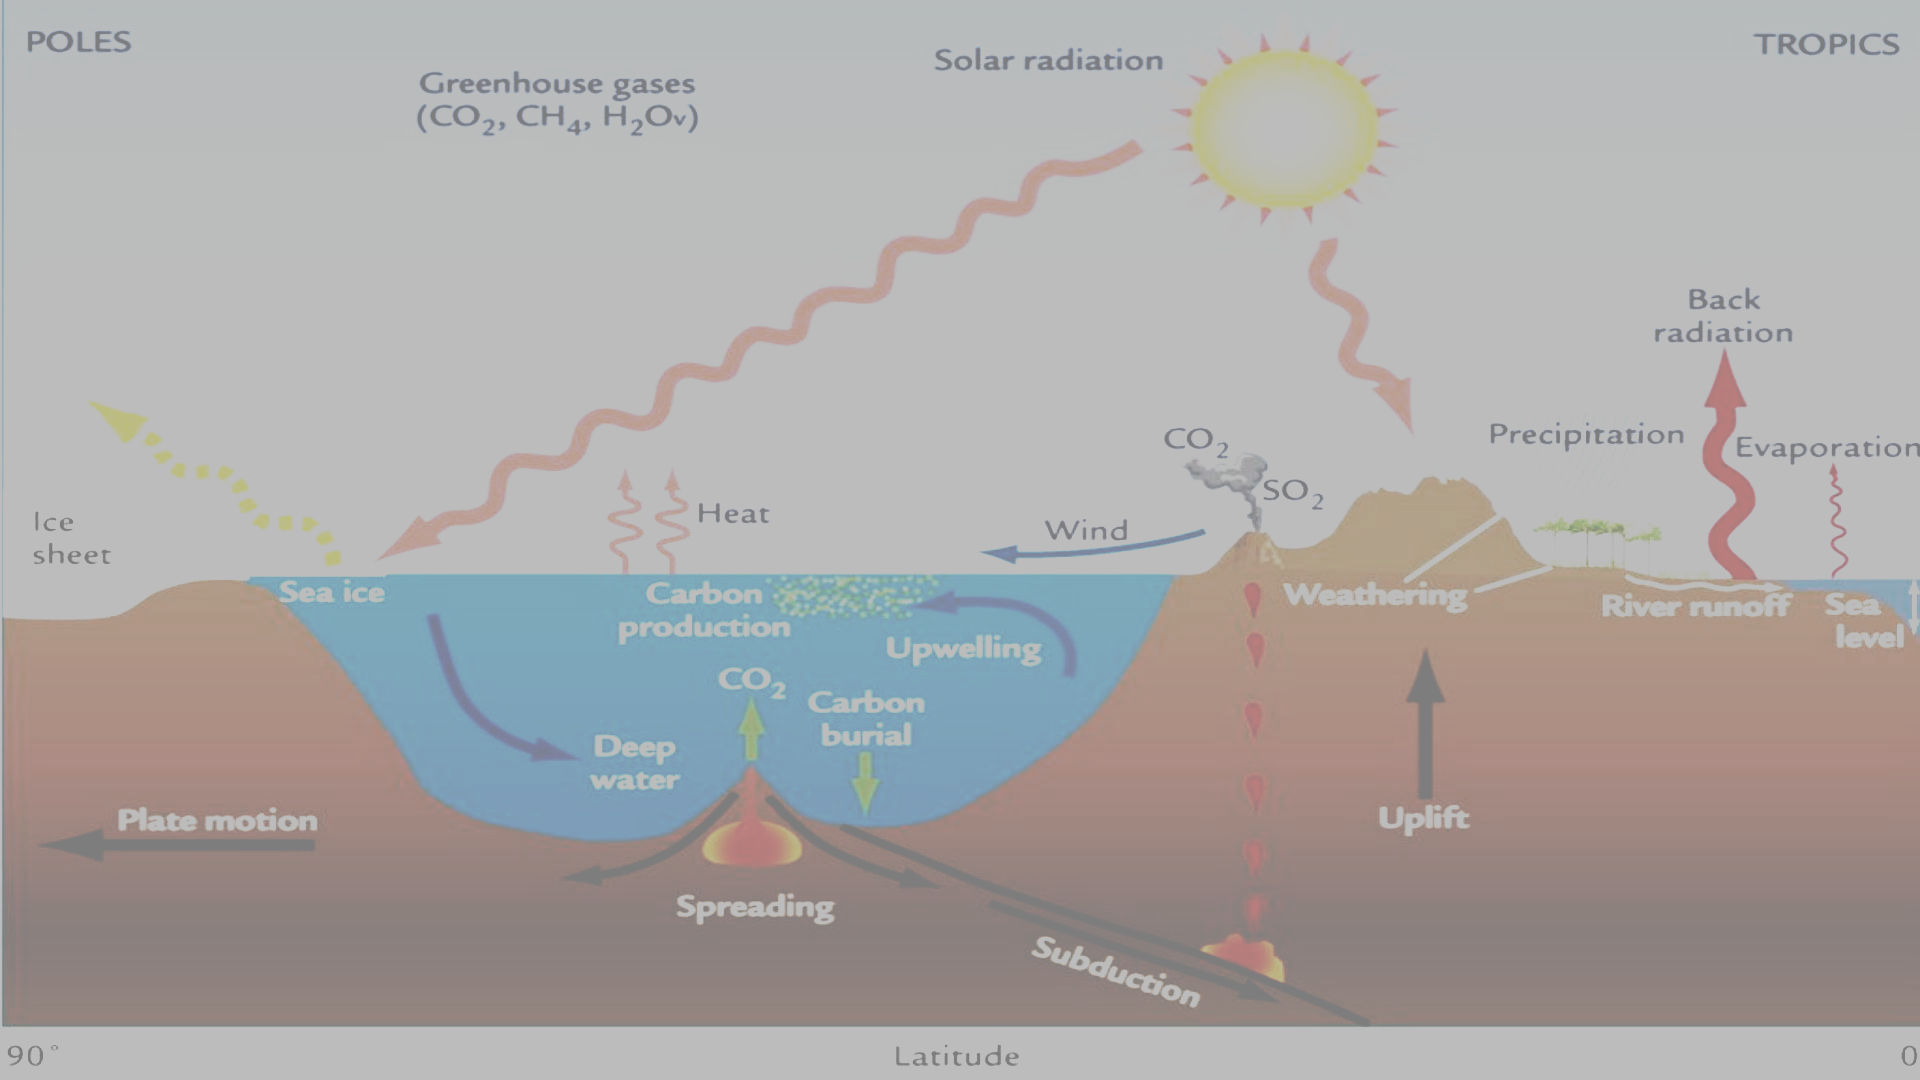 POLES
TROPICS
Solar radiation
Greenhouse gases
(CO₂, CH₄, H₂Ov)
Back
radiation
Precipitation
CO₂
Evaporation
SO₂
Ice
sheet
Heat
Wind
Sea ice
Carbon
production
Weathering
River runoff
Sea
level
Upwelling
CO₂
Carbon
burial
Deep
water
Plate motion
Uplift
Spreading
Subduction
90°
Latitude
0